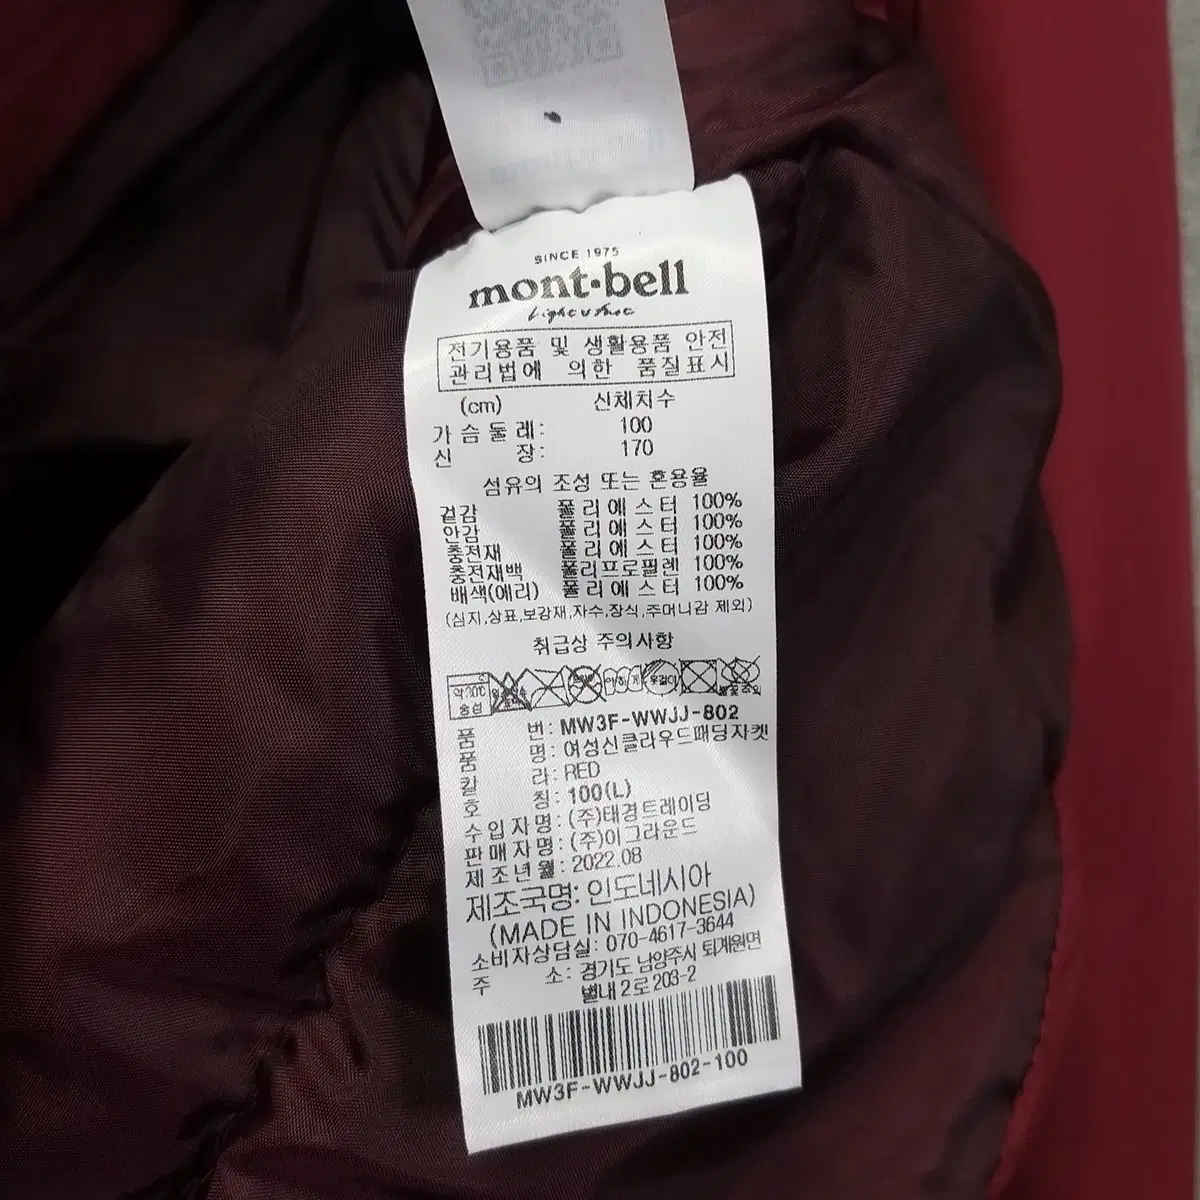 SINCE 1975
mont·bell
전기용품 및 생활용품 안전
관리법에 의한 품질표시
(cm) 신체치수
가슴둘레: 100
신 장: 170
섬유의 조성 또는 혼용율
겉감 폴리에스터 100%
안감 폴리에스터 100%
충전재 폴리에스터 100%
충전재백 폴리프로필렌 100%
배색(에리) 폴리에스터 100%
(심지,상표,보강재,자수,장식,주머니감 제외)
취급상 주의사항
약30℃
중성
품 번: MW3F-WWJJ-802
품 명: 여성신클라우드패딩자켓
칼 라: RED
호 칭: 100(L)
수입자명: (주)태경트레이딩
판매자명: (주)이그라운드
제조년월: 2022.08
제조국명: 인도네시아
(MADE IN INDONESIA)
소비자상담실: 070-4617-3644
주 소: 경기도 남양주시 퇴계원면
별내2로 203-2
MW3F-WWJJ-802-100